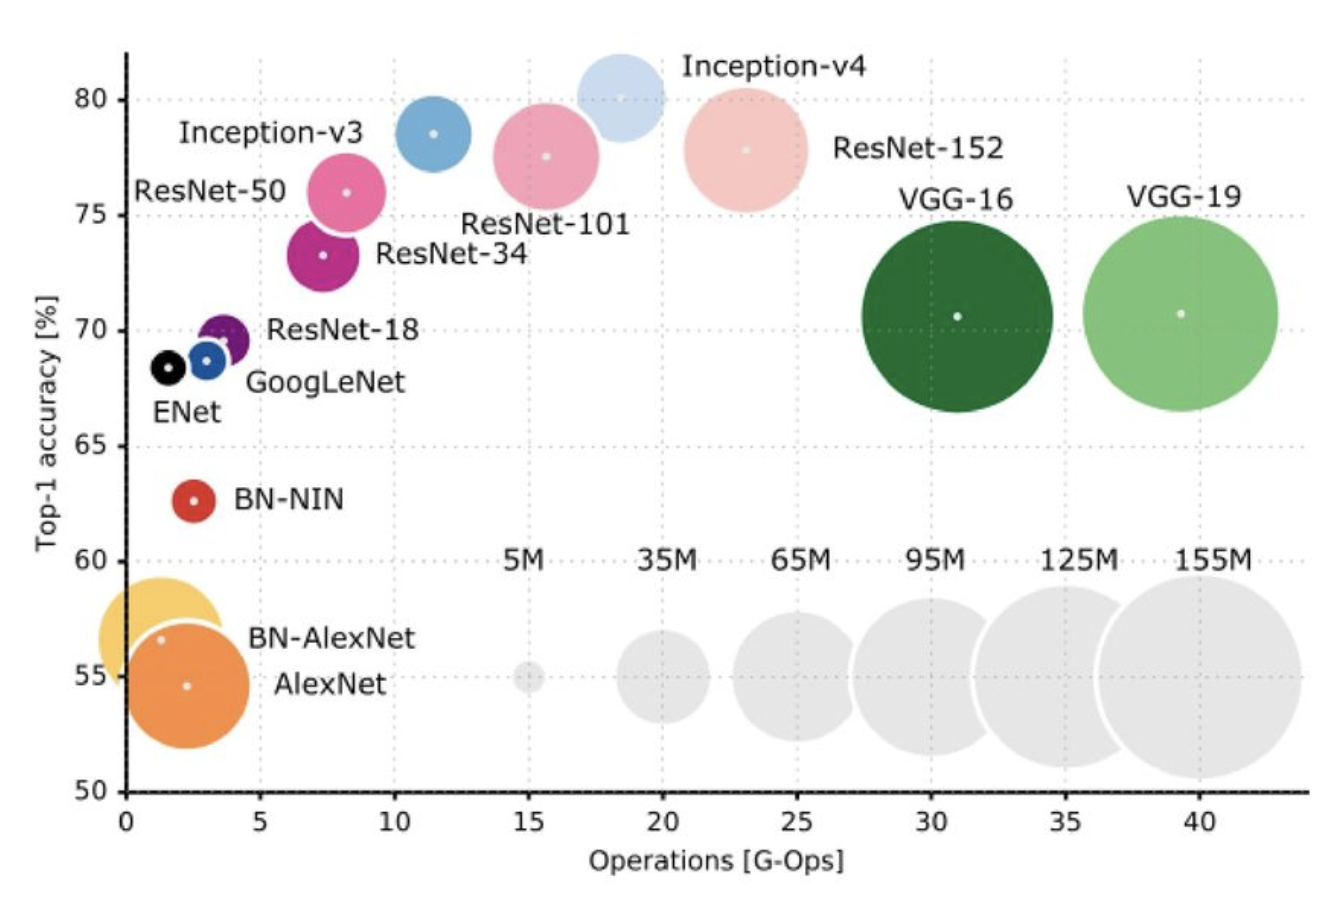 Inception-v4
80
Inception-v3
ResNet-152
ResNet-50
VGG-16
VGG-19
75
ResNet-101
ResNet-34
70
ResNet-18
GoogLeNet
ENet
65
BN-NIN
60
5M 35M 65M 95M 125M 155M
BN-AlexNet
55
AlexNet
50
0 5 10 15 20 25 30 35 40
Operations [G-Ops]
Top-1 accuracy [%]